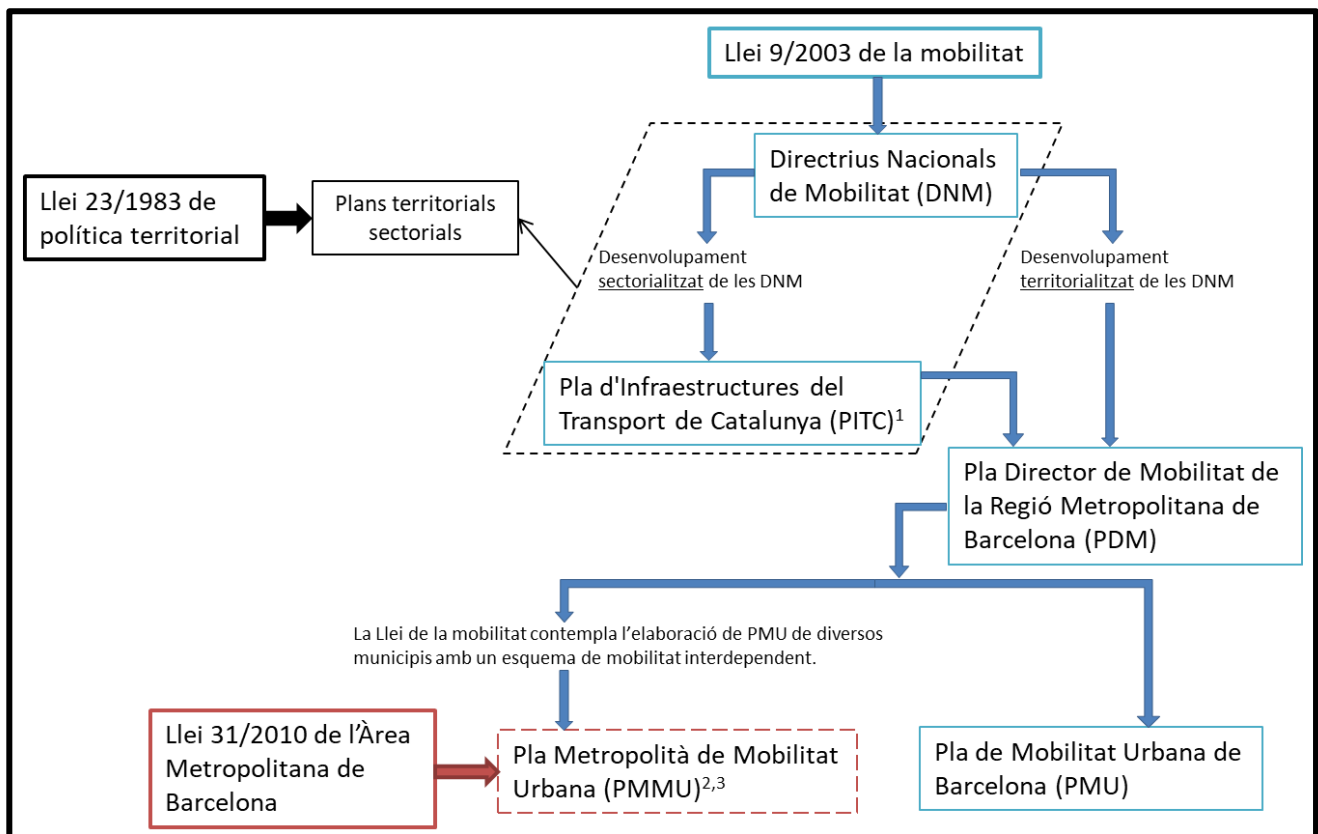 Llei 9/2003 de la mobilitat
Directrius Nacionals
de Mobilitat (DNM)
Llei 23/1983 de
política territorial
Plans territorials
sectorials
Desenvolupament
sectorialitzat de les DNM
Desenvolupament
territorialitzat de les DNM
Pla d'Infraestructures del
Transport de Catalunya (PITC)1
Pla Director de Mobilitat de
la Regió Metropolitana de
Barcelona (PDM)
La Llei de la mobilitat contempla l’elaboració de PMU de diversos
municipis amb un esquema de mobilitat interdependent.
Llei 31/2010 de l’Àrea
Metropolitana de
Barcelona
Pla Metropolità de Mobilitat
Urbana (PMMU)2,3
Pla de Mobilitat Urbana de
Barcelona (PMU)